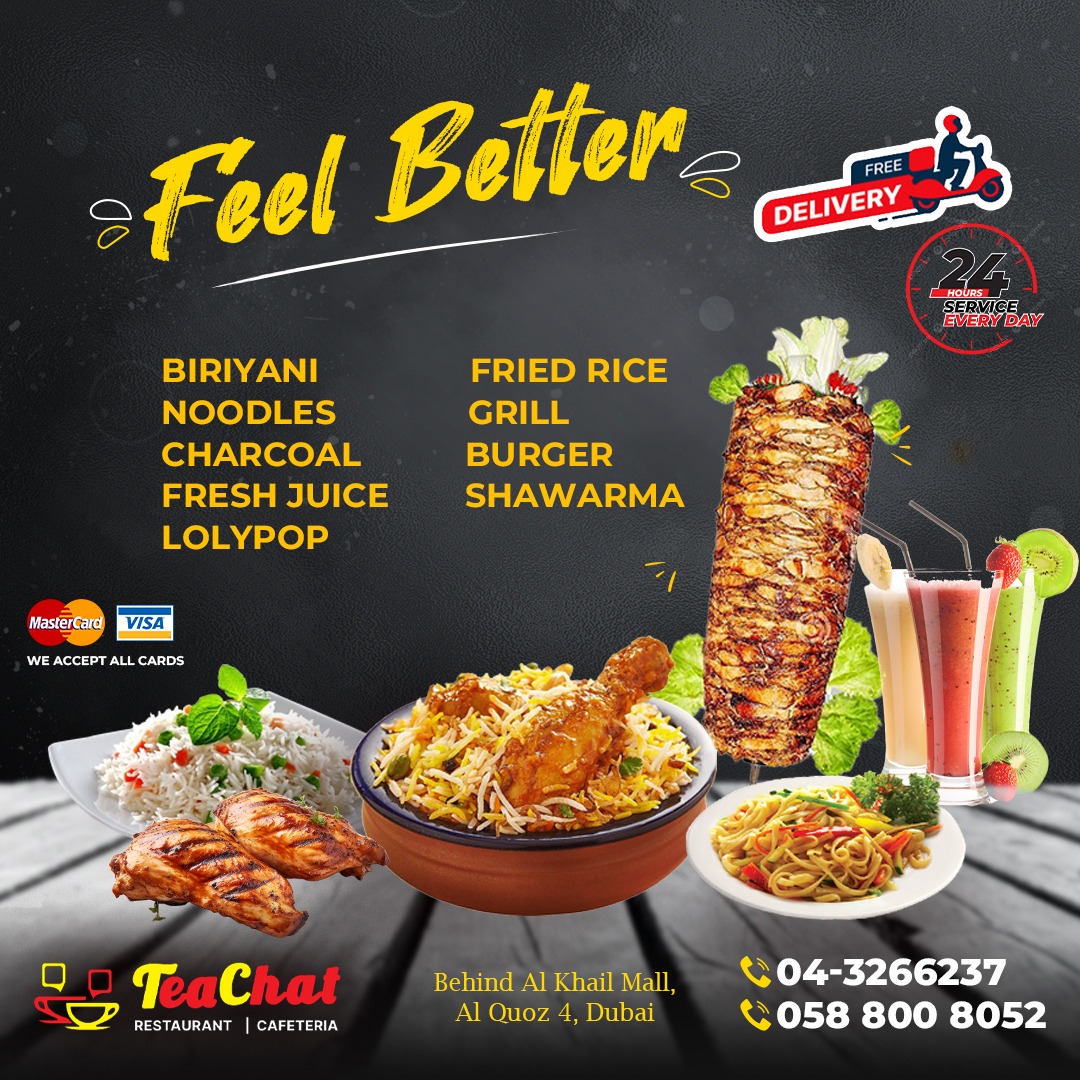 Feel Better
FREE
DELIVERY
24
HOURS
SERVICE
EVERY DAY
BIRIYANI
NOODLES
CHARCOAL
FRESH JUICE
LOLYPOP
FRIED RICE
GRILL
BURGER
SHAWARMA
MasterCard
VISA
WE ACCEPT ALL CARDS
TeaChat
RESTAURANT | CAFETERIA
Behind Al Khail Mall,
Al Quoz 4, Dubai
04-3266237
058 800 8052